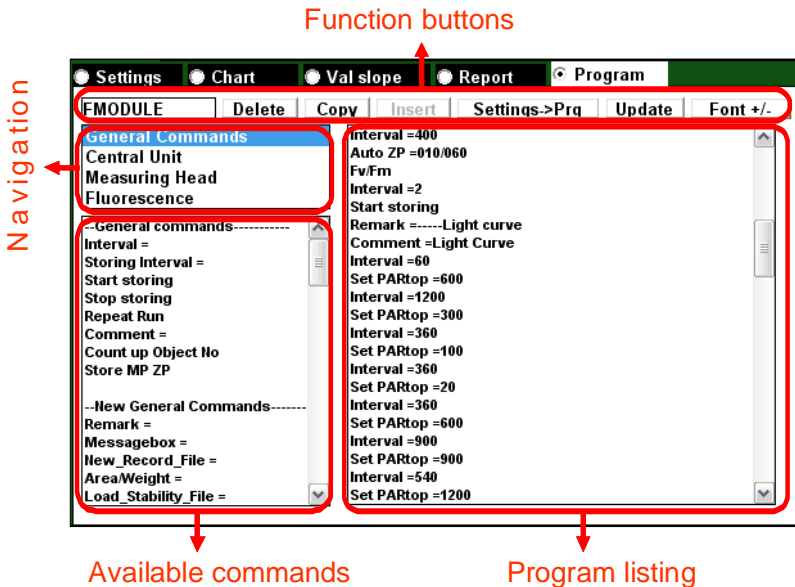 Function buttons
Settings Chart Val slope Report Program
FMODULE Delete Copy Insert Settings->Prg Update Font +/-
Navigation
General Commands
Central Unit
Measuring Head
Fluorescence
--General commands-----------
Interval =
Storing Interval =
Start storing
Stop storing
Repeat Run
Comment =
Count up Object No
Store MP ZP
--New General Commands-------
Remark =
Messagebox =
New_Record_File =
Area/Weight =
Load_Stability_File =
Interval =400
Auto ZP =010/060
Fv/Fm
Interval =2
Start storing
Remark =-----Light curve
Comment =Light Curve
Interval =60
Set PARtop =600
Interval =1200
Set PARtop =300
Interval =360
Set PARtop =100
Interval =360
Set PARtop =20
Interval =360
Set PARtop =600
Interval =900
Set PARtop =900
Interval =540
Set PARtop =1200
Available commands
Program listing